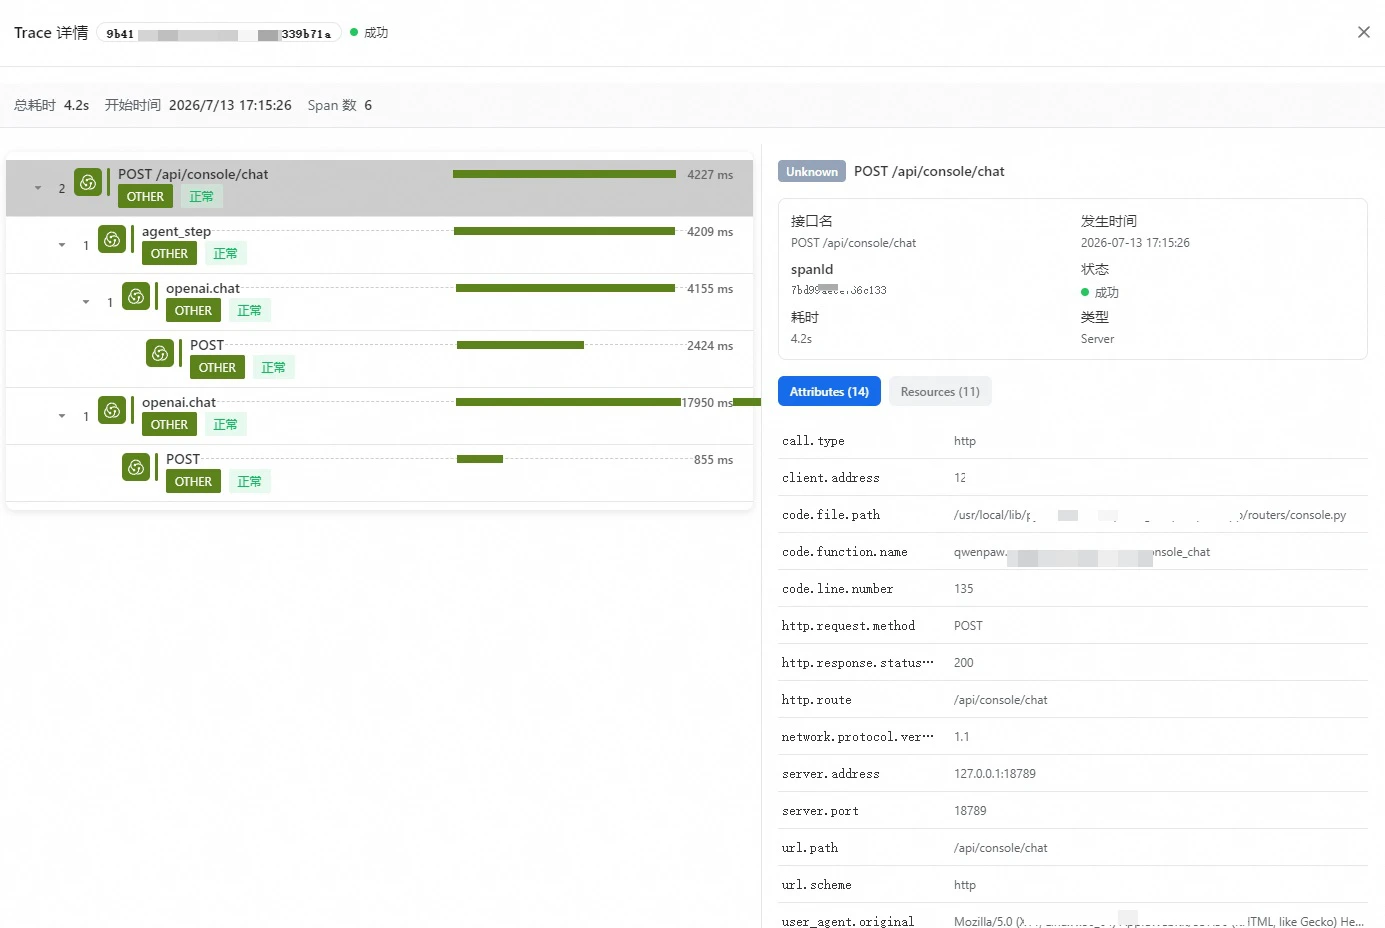 Trace 详情 9b41 339b71a 成功
总耗时 4.2s 开始时间 2026/7/13 17:15:26 Span 数 6
2 POST /api/console/chat 4227 ms
OTHER 正常
1 agent_step 4209 ms
OTHER 正常
1 openai.chat 4155 ms
OTHER 正常
POST 2424 ms
OTHER 正常
1 openai.chat 17950 ms
OTHER 正常
POST 855 ms
OTHER 正常
Unknown POST /api/console/chat
接口名 发生时间
POST /api/console/chat 2026-07-13 17:15:26
spanId 状态
成功
耗时 类型
4.2s Server
Attributes (14) Resources (11)
call.type http
client.address 12
code.file.path /usr/local/lib/ /routers/console.py
code.function.name qwenpaw. onsole_chat
code.line.number 135
http.request.method POST
http.response.status… 200
http.route /api/console/chat
network.protocol.ver… 1.1
server.address 127.0.0.1:18789
server.port 18789
url.path /api/console/chat
url.scheme http
user_agent.original Mozilla/5.0 HTML, like Gecko) He...